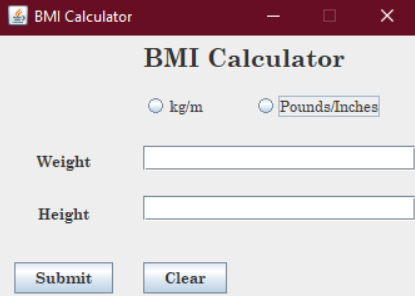 BMI Calculator
BMI Calculator
kg/m Pounds/Inches
Weight
Height
Submit Clear